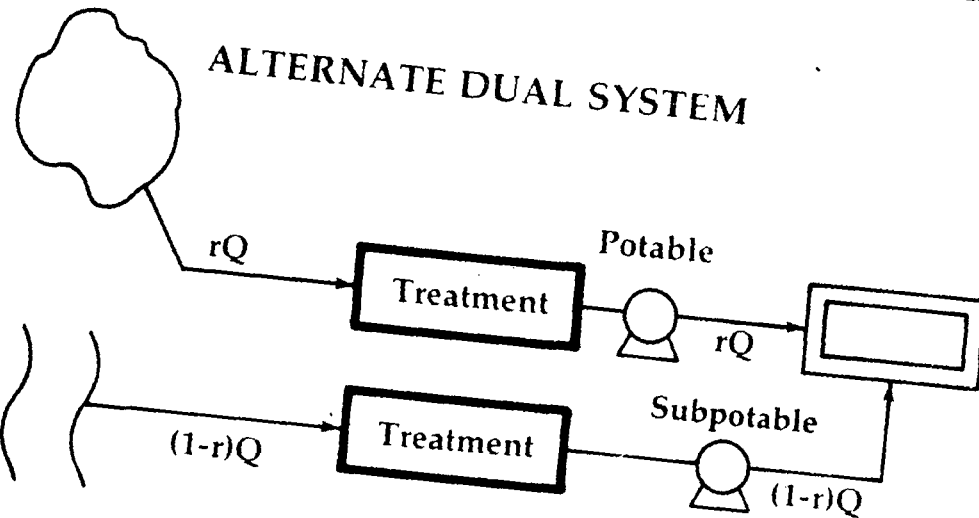 ALTERNATE DUAL SYSTEM
rQ
Treatment
Potable
rQ
(1-r)Q
Treatment
Subpotable
(1-r)Q